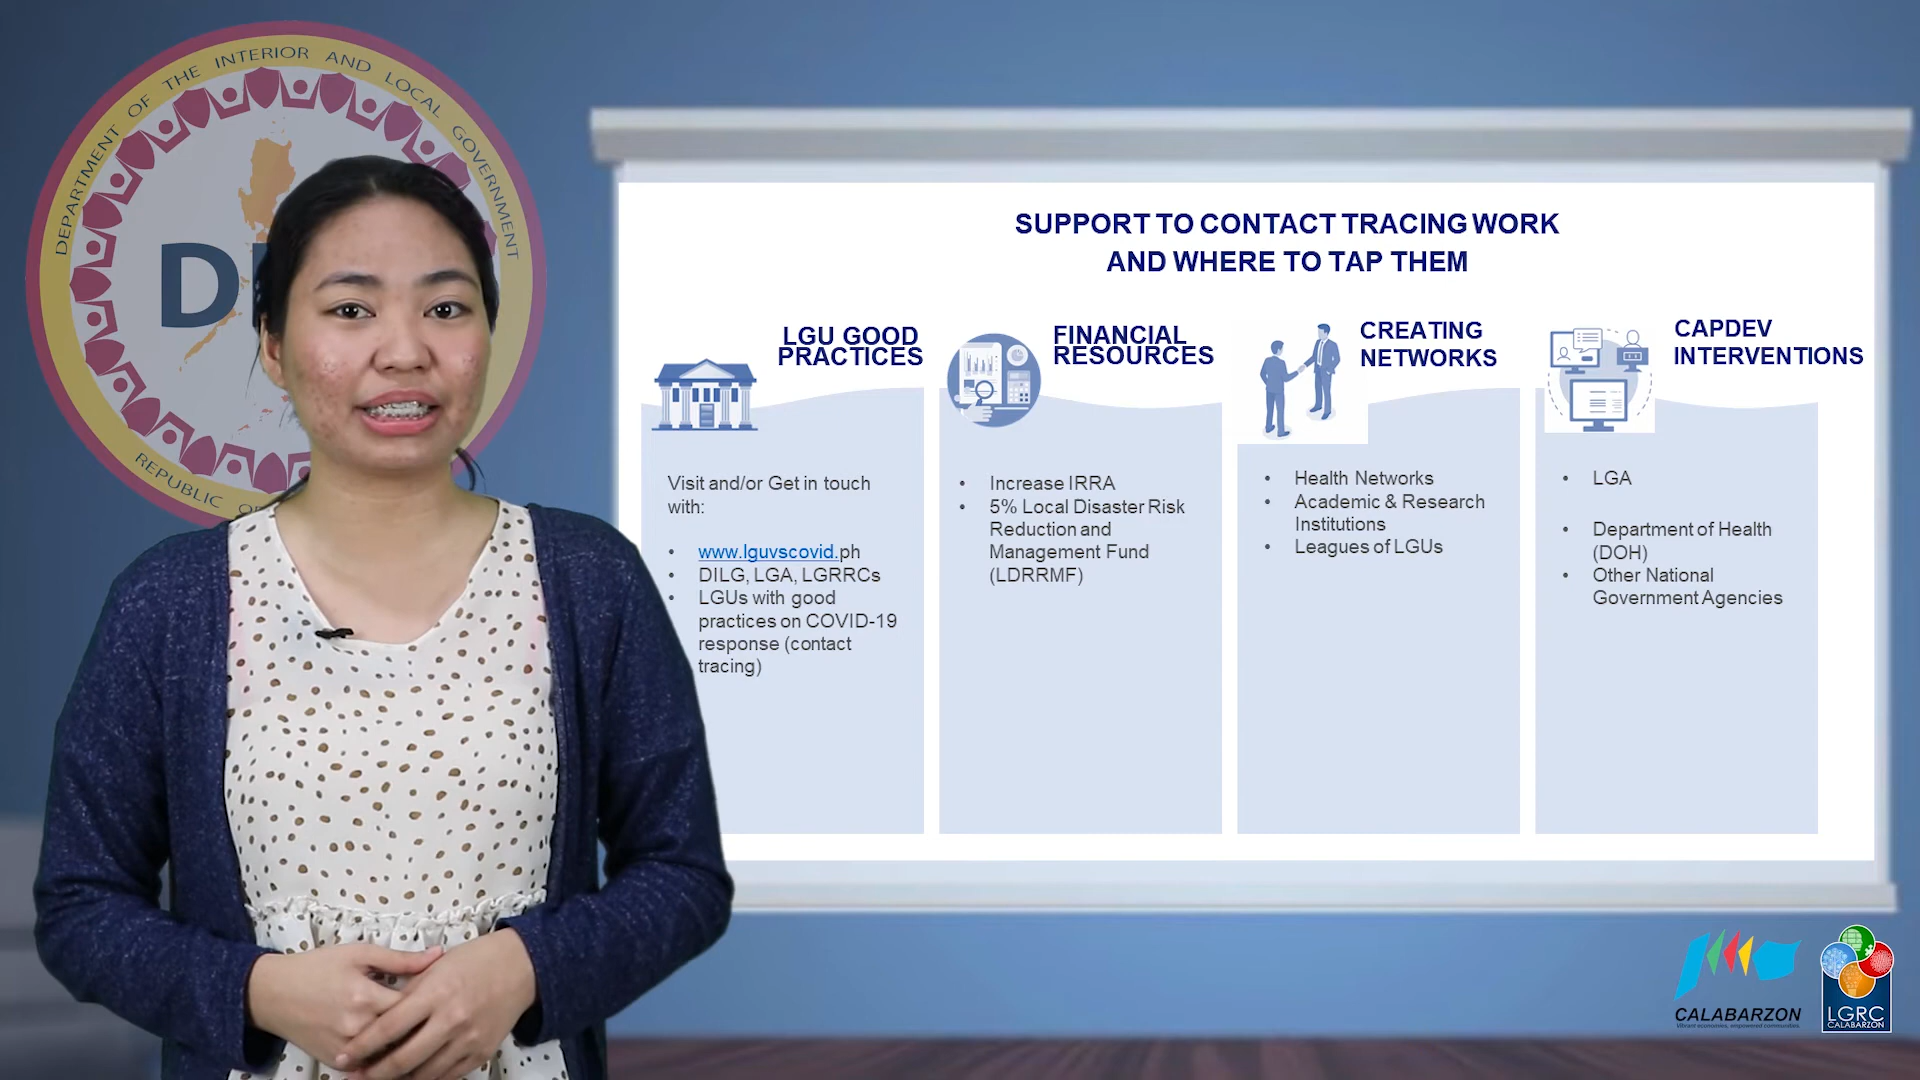 DEPARTMENT OF THE INTERIOR AND LOCAL GOVERNMENT
REPUBLIC
SUPPORT TO CONTACT TRACING WORK
AND WHERE TO TAP THEM
LGU GOOD
PRACTICES
Visit and/or Get in touch
with:
• www.lguvscovid.ph
• DILG, LGA, LGRRCs
• LGUs with good
practices on COVID-19
response (contact
tracing)
FINANCIAL
RESOURCES
• Increase IRRA
• 5% Local Disaster Risk
Reduction and
Management Fund
(LDRRMF)
CREATING
NETWORKS
• Health Networks
• Academic & Research
Institutions
• Leagues of LGUs
CAPDEV
INTERVENTIONS
• LGA
• Department of Health
(DOH)
• Other National
Government Agencies
CALABARZON
Vibrant economies, empowered communities.
LGRC
CALABARZON